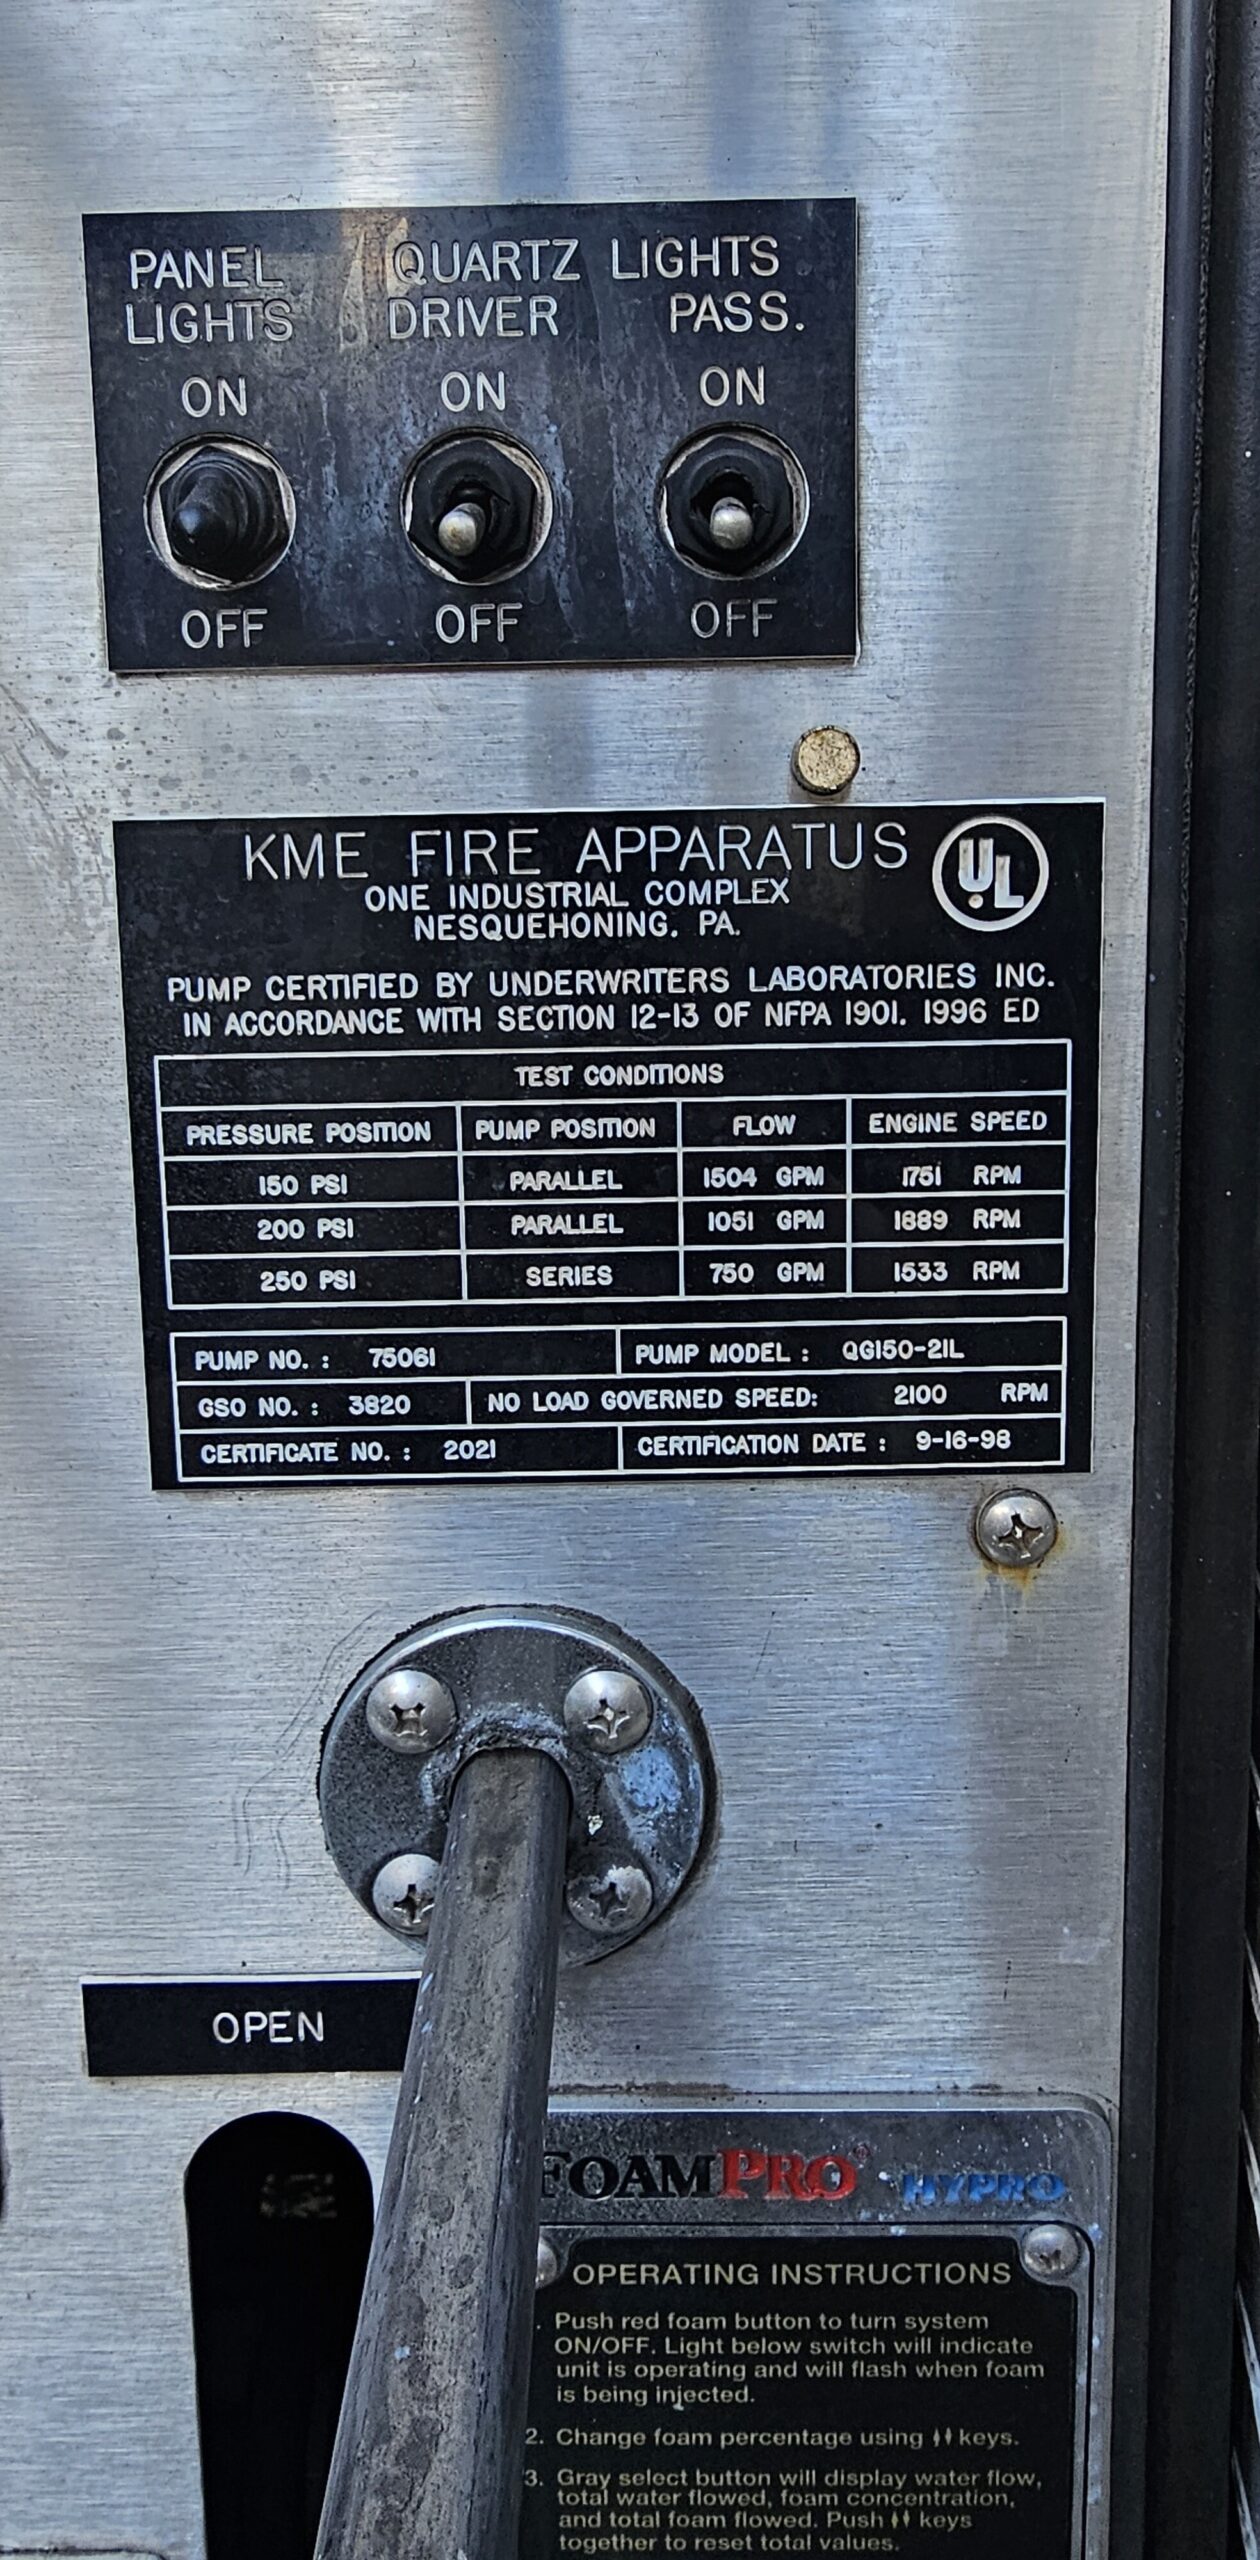 PANEL LIGHTS
QUARTZ LIGHTS
DRIVER PASS.
ON ON ON
OFF OFF OFF
KME FIRE APPARATUS
UL
ONE INDUSTRIAL COMPLEX
NESQUEHONING. PA.
PUMP CERTIFIED BY UNDERWRITERS LABORATORIES INC.
IN ACCORDANCE WITH SECTION 12-13 OF NFPA 1901. 1996 ED
TEST CONDITIONS
PRESSURE POSITION PUMP POSITION FLOW ENGINE SPEED
150 PSI PARALLEL 1504 GPM 1751 RPM
200 PSI PARALLEL 1051 GPM 1889 RPM
250 PSI SERIES 750 GPM 1533 RPM
PUMP NO. : 75061 PUMP MODEL : QG150-21L
GSO NO. : 3820 NO LOAD GOVERNED SPEED: 2100 RPM
CERTIFICATE NO. : 2021 CERTIFICATION DATE : 9-16-98
OPEN
FOAMPRO® HYPRO
OPERATING INSTRUCTIONS
. Push red foam button to turn system
ON/OFF. Light below switch will indicate
unit is operating and will flash when foam
is being injected.
2. Change foam percentage using keys.
3. Gray select button will display water flow,
total water flowed, foam concentration,
and total foam flowed. Push keys
together to reset total values.